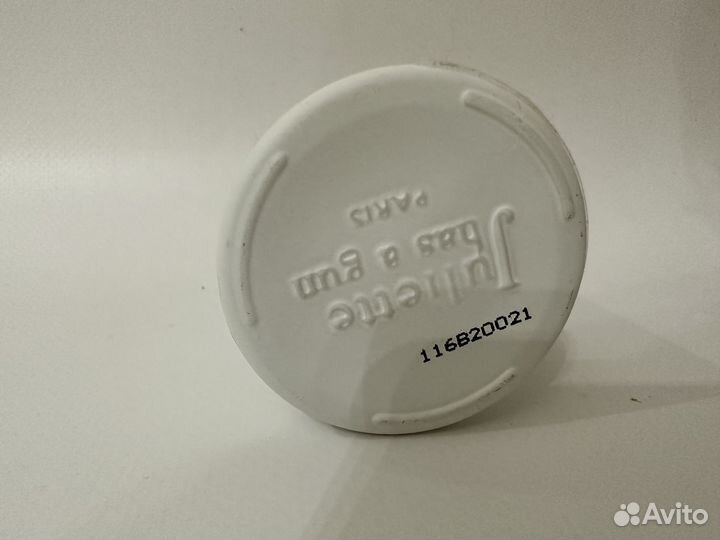 Juliette
has a gun
PARIS
116B20021
Avito